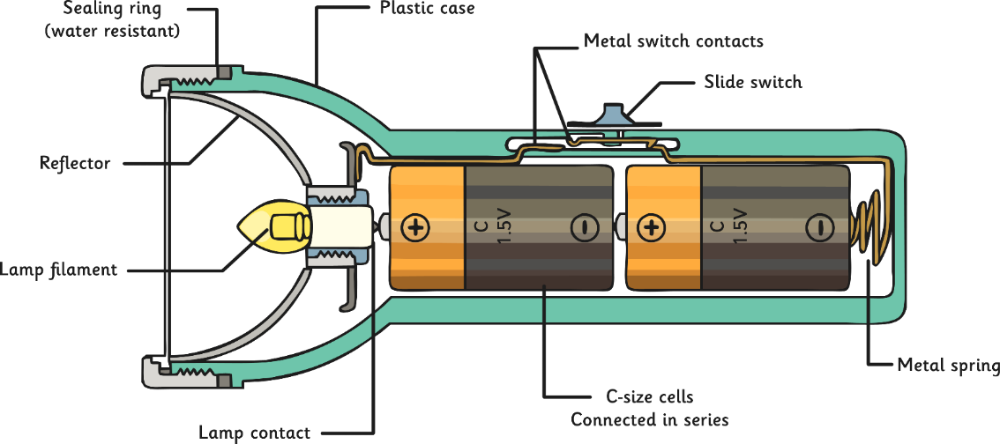 Sealing ring
(water resistant)
Plastic case
Metal switch contacts
Slide switch
Reflector
Lamp filament
+
C
1.5V
-
+
C
1.5V
-
Metal spring
C-size cells
Connected in series
Lamp contact